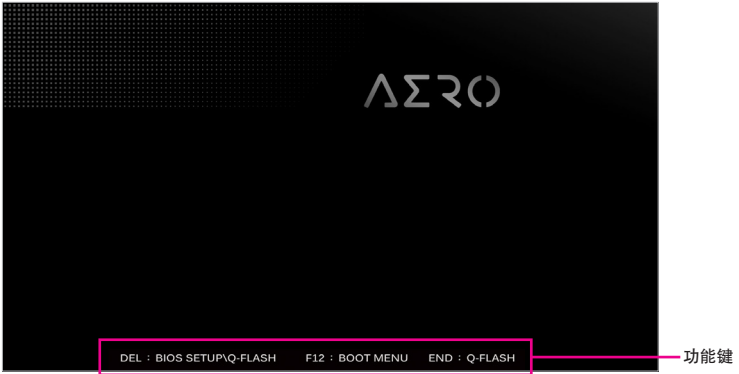 AERO
DEL : BIOS SETUP\Q-FLASH F12 : BOOT MENU END : Q-FLASH
功能键